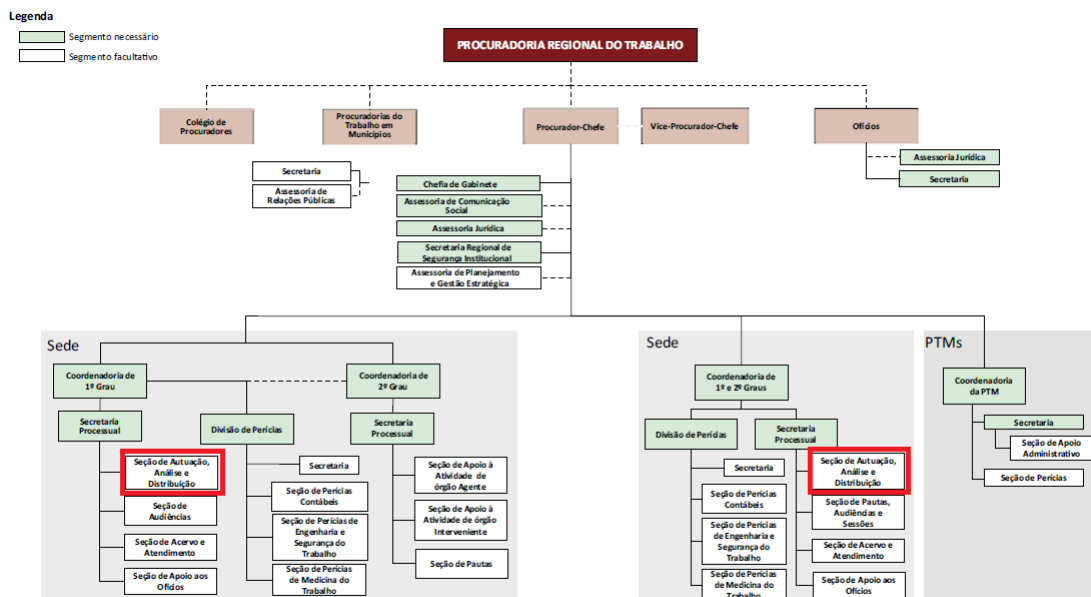 Legenda
Segmento necessário
Segmento facultativo
PROCURADORIA REGIONAL DO TRABALHO
Colégio de
Procuradores
Procuradorias do
Trabalho em
Municípios
Procurador-Chefe
Vice-Procurador-Chefe
Ofícios
Secretaria
Assessoria de
Relações Públicas
Chefia de Gabinete
Assessoria de Comunicação
Social
Assessoria Jurídica
Secretaria Regional de
Segurança Institucional
Assessoria de Planejamento
e Gestão Estratégica
Assessoria Jurídica
Secretaria
Sede
Coordenadoria de
1º Grau
Coordenadoria de
2º Grau
Secretaria
Processual
Divisão de Perícias
Secretaria
Processual
Seção de Autuação,
Análise e
Distribuição
Seção de
Audiências
Seção de Acervo e
Atendimento
Seção de Apoio aos
Ofícios
Secretaria
Seção de Perícias
Contábeis
Seção de Perícias de
Engenharia e
Segurança do
Trabalho
Seção de Perícias
de Medicina do
Trabalho
Seção de Apoio à
Atividade de
órgão Agente
Seção de Apoio à
Atividade de órgão
Interveniente
Seção de Pautas
Sede
Coordenadoria de
1º e 2º Graus
Divisão de Perícias
Secretaria
Processual
Secretaria
Seção de Perícias
Contábeis
Seção de Perícias
de Engenharia e
Segurança do
Trabalho
Seção de Perícias
de Medicina do
Trabalho
Seção de Autuação,
Análise e
Distribuição
Seção de Pautas,
Audiências e
Sessões
Seção de Acervo e
Atendimento
Seção de Apoio aos
Ofícios
PTMs
Coordenadoria
da PTM
Secretaria
Seção de Apoio
Administrativo
Seção de Perícias